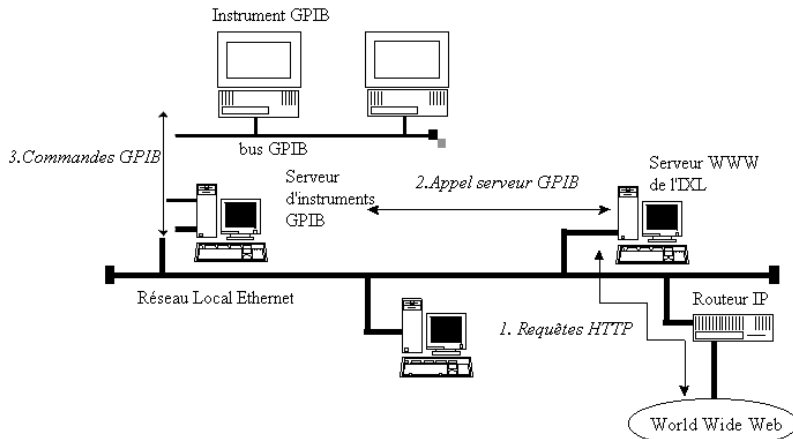 Instrument GPIB
bus GPIB
3.Commandes GPIB
Serveur
d'instruments
GPIB
2.Appel serveur GPIB
Serveur WWW
de l'IXL
Réseau Local Ethernet
Routeur IP
1. Requêtes HTTP
World Wide Web